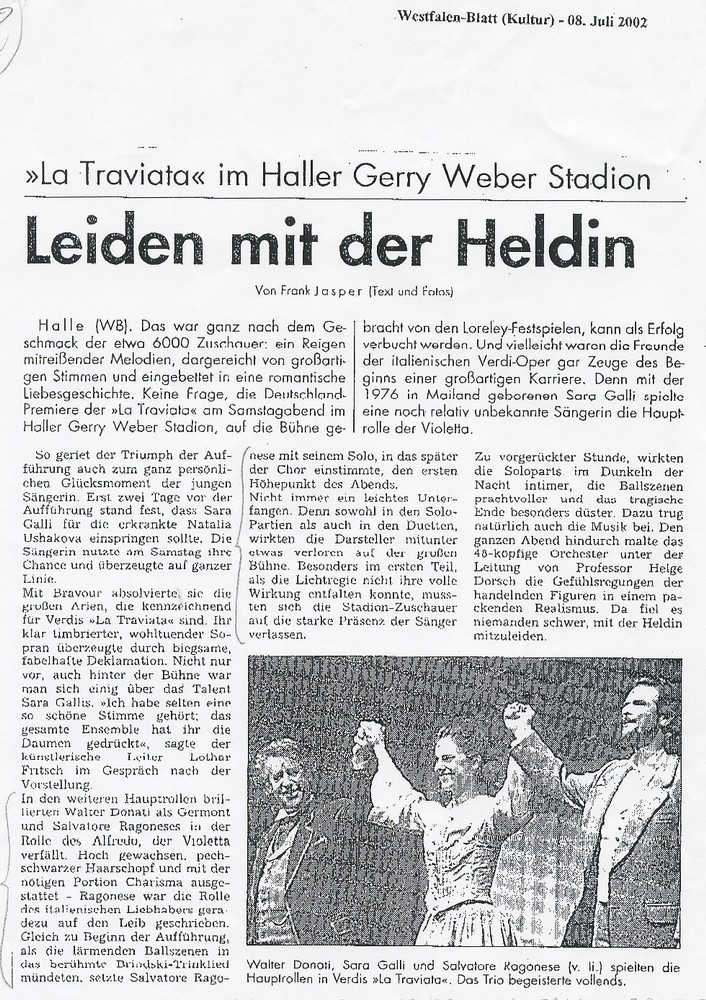 Westfalen-Blatt (Kultur) - 08. Juli 2002
»La Traviata« im Haller Gerry Weber Stadion
Leiden mit der Heldin
Von Frank Jasper (Text und Fotos)
Halle (WB). Das war ganz nach dem Ge-
schmack der etwa 6000 Zuschauer: ein Reigen
mitreißender Melodien, dargereicht von großarti-
gen Stimmen und eingebettet in eine romantische
Liebesgeschichte. Keine Frage, die Deutschland-
Premiere der »La Traviata« am Samstagabend im
Haller Gerry Weber Stadion, auf die Bühne ge-
bracht von den Loreley-Festspielen, kann als Erfolg
verbucht werden. Und vielleicht waren die Freunde
der italienischen Verdi-Oper gar Zeuge des Be-
ginns einer großartigen Karriere. Denn mit der
1976 in Mailand geborenen Sara Galli spielte
eine noch relativ unbekannte Sängerin die Haupt-
rolle der Violetta.
So geriet der Triumph der Auf-
führung auch zum ganz persönli-
chen Glücksmoment der jungen
Sängerin. Erst zwei Tage vor der
Aufführung stand fest, dass Sara
Galli für die erkrankte Natalia
Ushakova einspringen sollte. Die
Sängerin nutzte am Samstag ihre
Chance und überzeugte auf ganzer
Linie.
Mit Bravour absolvierte sie die
großen Arien, die kennzeichnend
für Verdis »La Traviata« sind. Ihr
klar timbrierter, wohltuender So-
pran überzeugte durch biegsame,
fabelhafte Deklamation. Nicht nur
vor, auch hinter der Bühne war
man sich einig über das Talent
Sara Gallis. »Ich habe selten eine
so schöne Stimme gehört; das
gesamte Ensemble hat ihr die
Daumen gedrückt«, sagte der
künstlerische Leiter Lothar
Fritsch im Gespräch nach der
Vorstellung.
In den weiteren Hauptrollen bril-
lierten Walter Donati als Germont
und Salvatore Ragoneses in der
Rolle des Alfredo, der Violetta
verfällt. Hoch gewachsen, pech-
schwarzer Haarschopf und mit der
nötigen Portion Charisma ausge-
stattet - Ragonese war die Rolle
des italienischen Liebhabers gera-
dezu auf den Leib geschrieben.
Gleich zu Beginn der Aufführung,
als die lärmenden Ballszenen in
das berühmte Brindski-Trinklied
mündeten, setzte Salvatore Rago-
nese mit seinem Solo, in das später
der Chor einstimmte, den ersten
Höhepunkt des Abends.
Nicht immer ein leichtes Unter-
fangen. Denn sowohl in den Solo-
Partien als auch in den Duetten,
wirkten die Darsteller mitunter
etwas verloren auf der großen
Bühne. Besonders im ersten Teil,
als die Lichtregie nicht ihre volle
Wirkung entfalten konnte, muss-
ten sich die Stadion-Zuschauer
auf die starke Präsenz der Sänger
verlassen.
Zu vorgerückter Stunde, wirkten
die Soloparts im Dunkeln der
Nacht intimer, die Ballszenen
prachtvoller und das tragische
Ende besonders düster. Dazu trug
natürlich auch die Musik bei. Den
ganzen Abend hindurch malte das
48-köpfige Orchester unter der
Leitung von Professor Helge
Dorsch die Gefühlsregungen der
handelnden Figuren in einem pa-
ckenden Realismus. Da fiel es
niemanden schwer, mit der Heldin
mitzuleiden.
Walter Donati, Sara Galli und Salvatore Ragonese (v. li.) spielten die
Hauptrollen in Verdis »La Traviata«. Das Trio begeisterte vollends.